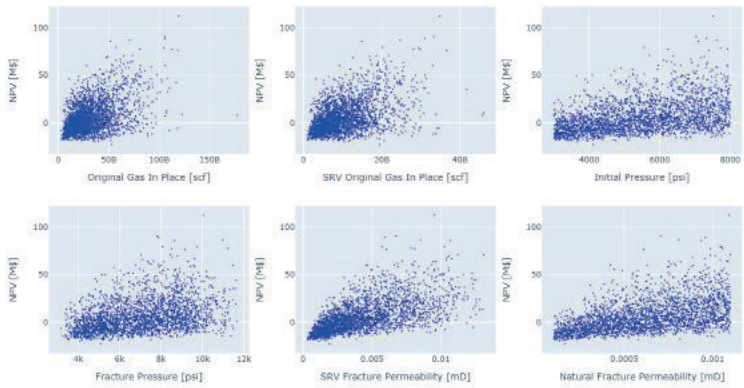 NPV [M$]
100
50
0
0
50B
100B
150B
Original Gas In Place [scf]
NPV [M$]
100
50
0
0
20B
40B
SRV Original Gas In Place [scf]
NPV [M$]
100
50
0
4000
6000
8000
Initial Pressure [psi]
NPV [M$]
100
50
0
4k
6k
8k
10k
12k
Fracture Pressure [psi]
NPV [M$]
100
50
0
0
0.005
0.01
SRV Fracture Permeability [mD]
NPV [M$]
100
50
0
0.0005
0.001
Natural Fracture Permeability [mD]